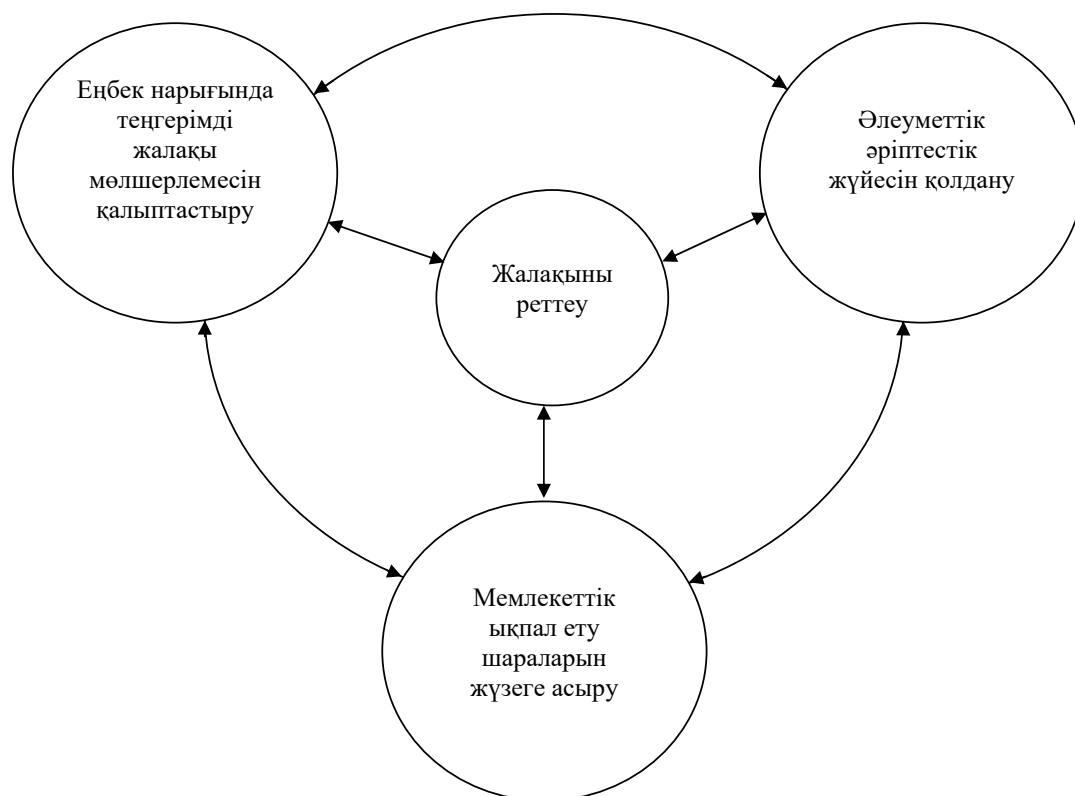 Еңбек нарығында
теңгерімді
жалақы
мөлшерлемесін
қалыптастыру
Әлеуметтік
әріптестік
жүйесін қолдану
Жалақыны
реттеу
Мемлекеттік
ықпал ету
шараларын
жүзеге асыру